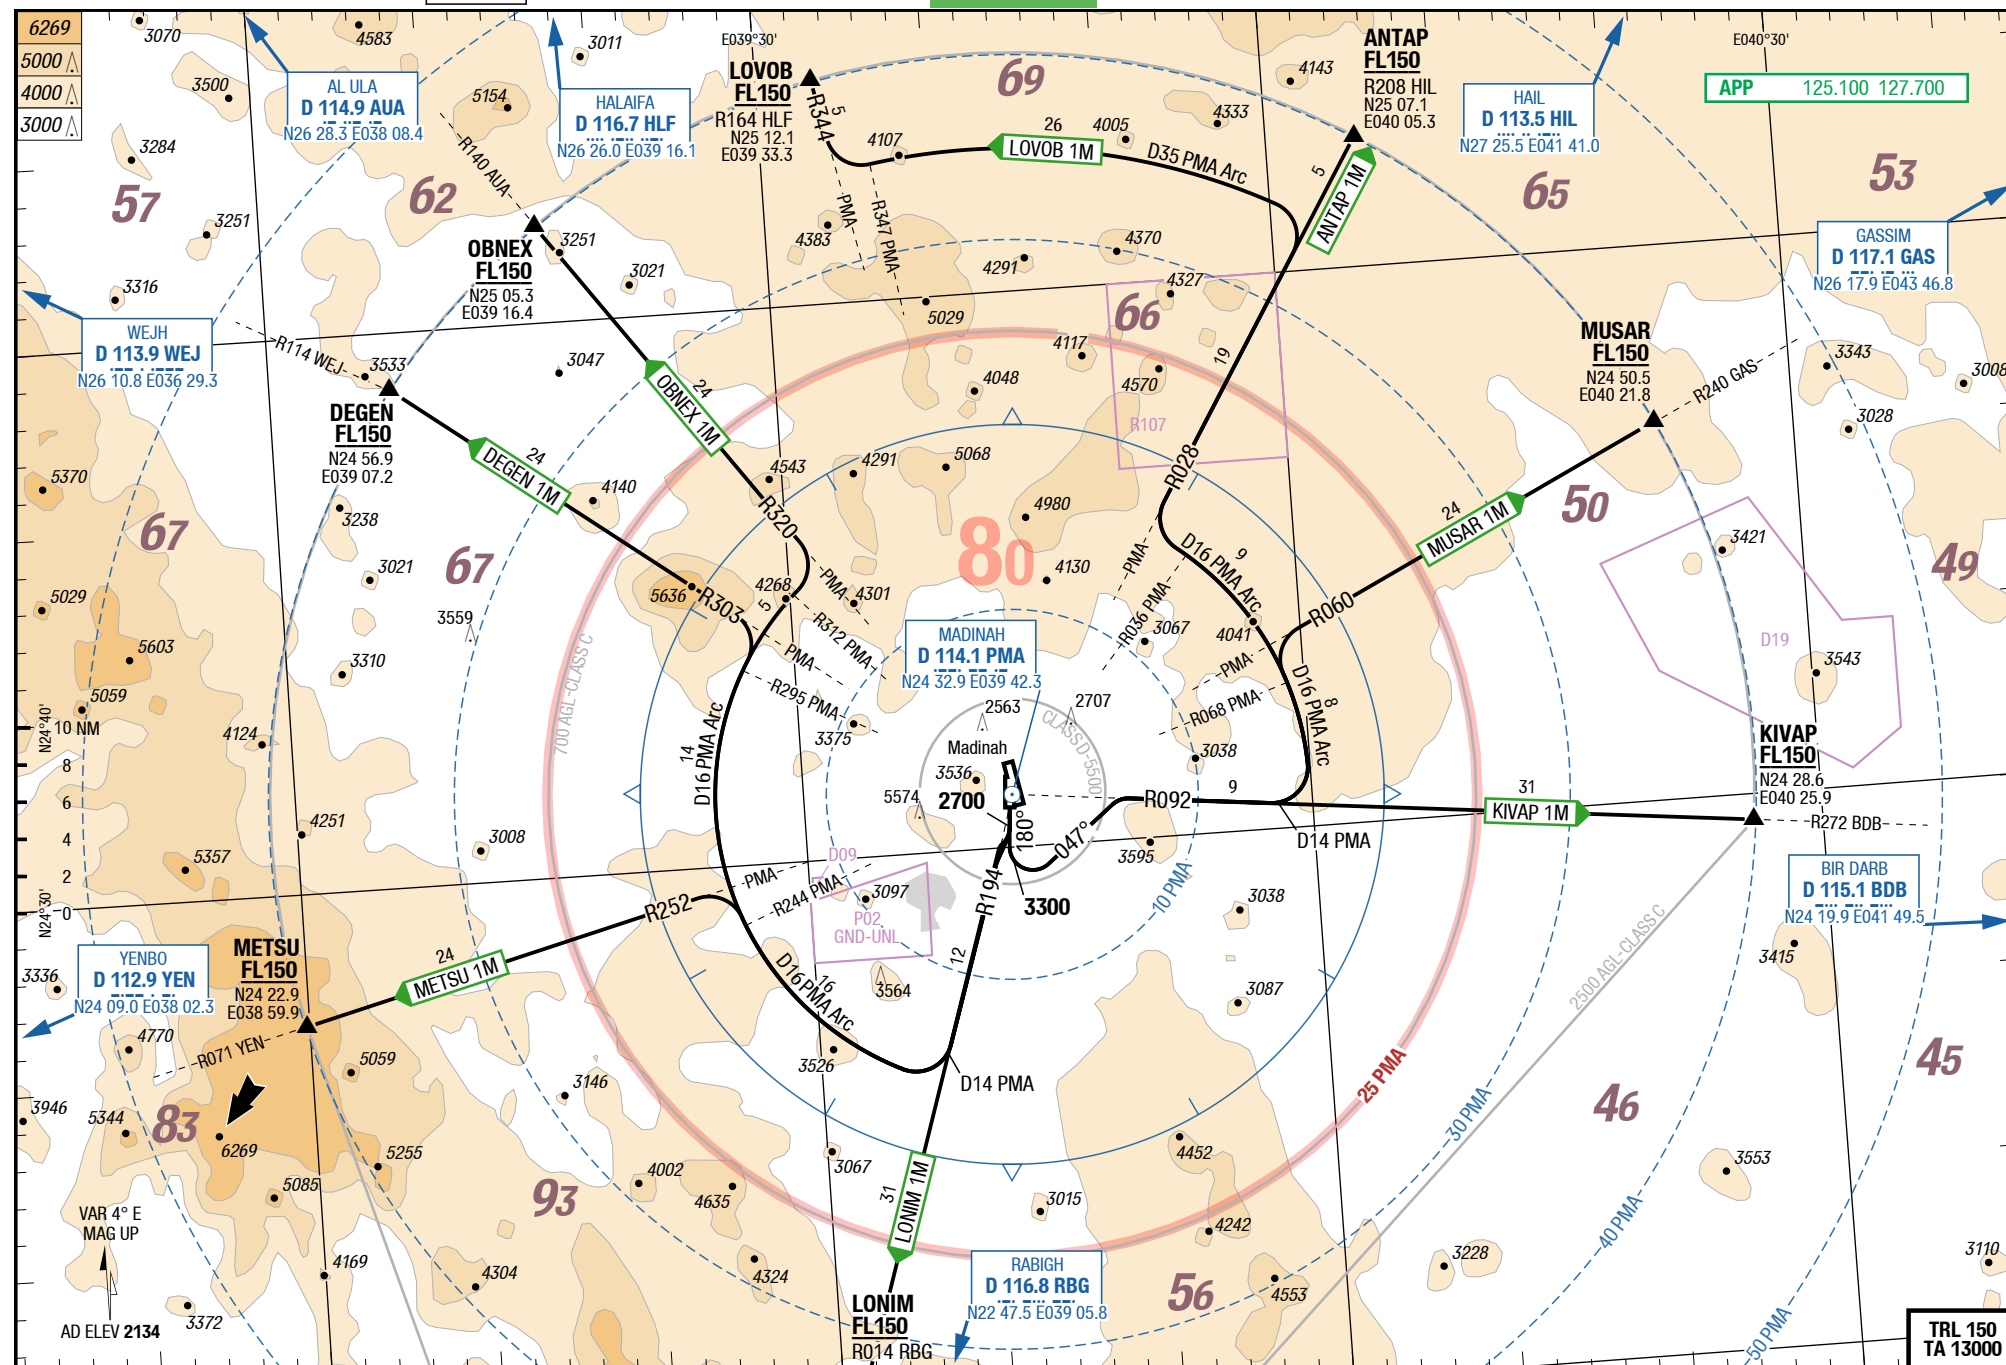 6269
5000
4000
3000
3070
4583
3011
3500
5154
3284
3251
3316
57
62
69
65
53
AL ULA
D 114.9 AUA
N26 28.3 E038 08.4
HALAIFA
D 116.7 HLF
N26 26.0 E039 16.1
E039°30'
LOVOB
FL150
R164 HLF
N25 12.1
E039 33.3
R344
5
4107
26
LOVOB 1M
4005
D35 PMA Arc
4333
4143
ANTAP
FL150
R208 HIL
N25 07.1
E040 05.3
5
ANTAP 1M
HAIL
D 113.5 HIL
N27 25.5 E041 41.0
E040°30'
APP 125.100 127.700
GASSIM
D 117.1 GAS
N26 17.9 E043 46.8
R140 AUA
OBNEX
FL150
N25 05.3
E039 16.4
3251
3021
4383
PMA
R347 PMA
4291
4370
4327
66
5029
4117
4048
4570
R107
19
R028
WEJH
D 113.9 WEJ
N26 10.8 E036 29.3
R114 WEJ
3533
3047
DEGEN
FL150
N24 56.9
E039 07.2
24
OBNEX 1M
24
DEGEN 1M
4140
4543
4291
5068
4980
R320
MUSAR
FL150
N24 50.5
E040 21.8
R240 GAS
3343
3008
3028
50
24
MUSAR 1M
3421
49
D19
3543
5370
3238
67
67
3021
3559
5029
5603
5059
3310
5636
R303
4268
5
PMA
4301
R312 PMA
PMA
R295 PMA
3375
80
4130
PMA
R036 PMA
D16 PMA Arc
9
3067
4041
R060
PMA
R068 PMA
D16 PMA Arc
8
MADINAH
D 114.1 PMA
N24 32.9 E039 42.3
2563
2707
CLASS D-5500
Madinah
3536
2700
5574
180°
047°
R092
9
3038
3595
D14 PMA
31
KIVAP 1M
KIVAP
FL150
N24 28.6
E040 25.9
R272 BDB
BIR DARB
D 115.1 BDB
N24 19.9 E041 49.5
700 AGL-CLASS C
N24°40'
10 NM
8
6
4
2
0
N24°30'
4124
4251
5357
3008
14
D16 PMA Arc
D09
PMA
R244 PMA
3097
P02
GND-UNL
R194
3300
10 PMA
3038
R252
24
METSU 1M
METSU
FL150
N24 22.9
E038 59.9
YENBO
D 112.9 YEN
N24 09.0 E038 02.3
3336
R071 YEN
4770
5059
3946
5344
83
6269
5255
5085
D16 PMA Arc
16
3564
3526
12
3087
D14 PMA
2500 AGL-CLASS C
3415
25 PMA
30 PMA
40 PMA
50 PMA
46
45
3146
93
4002
4635
3067
31
LONIM 1M
3015
4452
4242
3553
VAR 4° E
MAG UP
AD ELEV 2134
3372
4169
4304
4324
LONIM
FL150
R014 RBG
RABIGH
D 116.8 RBG
N22 47.5 E039 05.8
56
4553
3228
3110
TRL 150
TA 13000